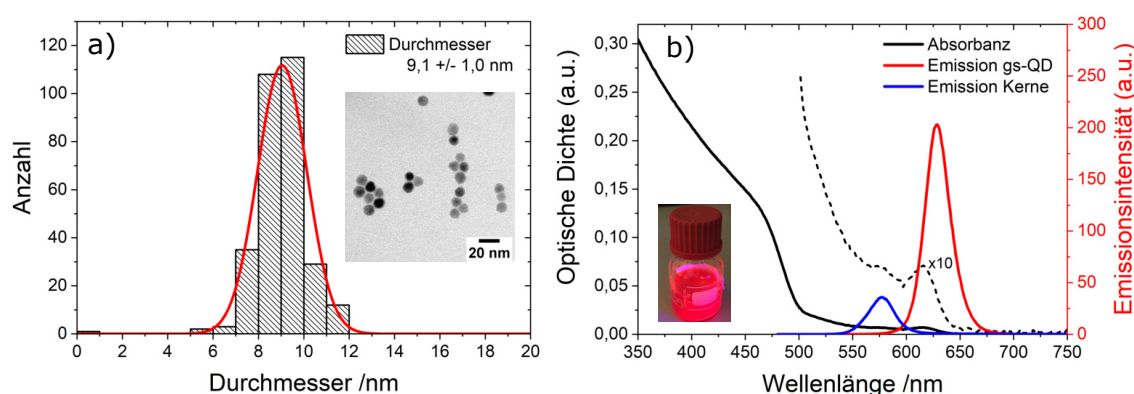 a)
Durchmesser
9,1 +/- 1,0 nm
Anzahl
120
100
80
60
40
20
0
20 nm
0 2 4 6 8 10 12 14 16 18 20
Durchmesser /nm
b)
Absorbanz
Emission gs-QD
Emission Kerne
Optische Dichte (a.u.)
0,30
0,25
0,20
0,15
0,10
0,05
0,00
x10
350 400 450 500 550 600 650 700 750
Wellenlänge /nm
300
250
200
150
100
50
0
Emissionsintensität (a.u.)